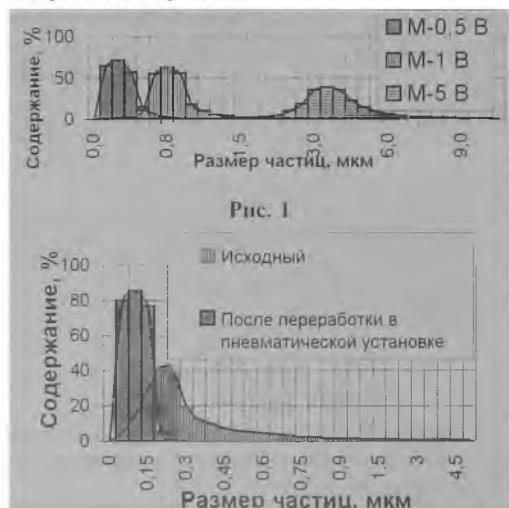 Содержание, %
100
50
0
М-0,5 В
М-1 В
М-5 В
0,0
0,8
1,5
3,0
6,0
9,0
Размер частиц, мкм
Рис. 1
Содержание, %
100
80
60
40
20
0
Исходный
После переработки в
пневматической установке
0
0,15
0,3
0,45
0,6
0,75
0,9
1,5
3
4,5
Размер частиц, мкм